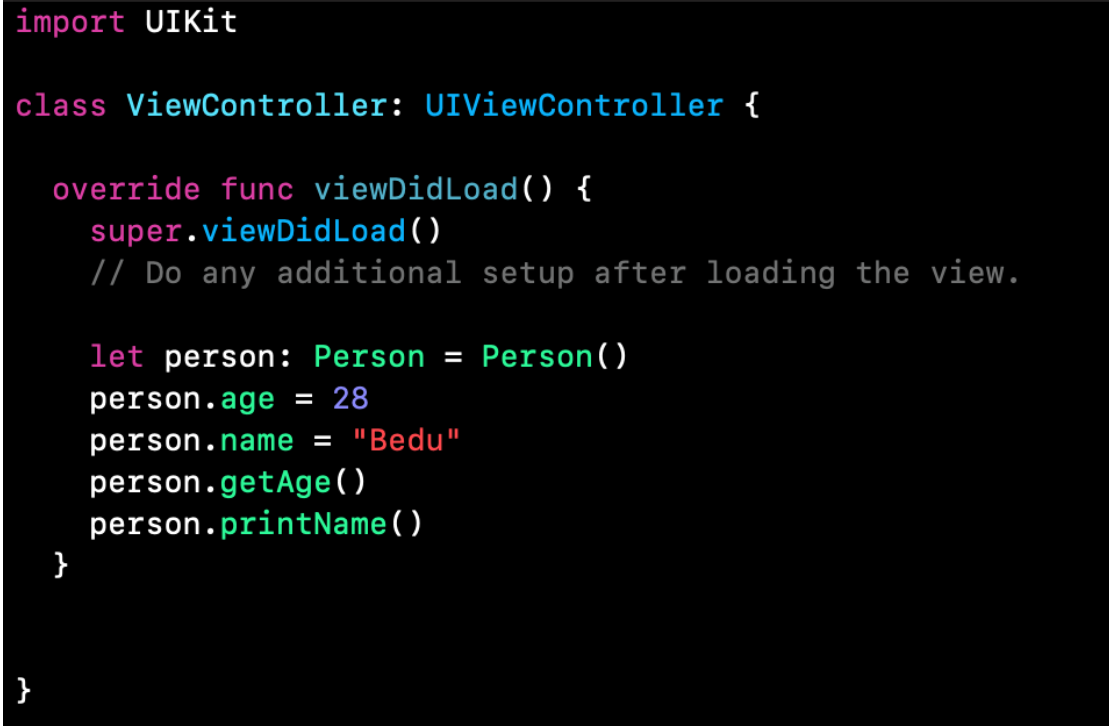 import UIKit
class ViewController: UIViewController {
override func viewDidLoad() {
super.viewDidLoad()
// Do any additional setup after loading the view.
let person: Person = Person()
person.age = 28
person.name = "Bedu"
person.getAge()
person.printName()
}
}